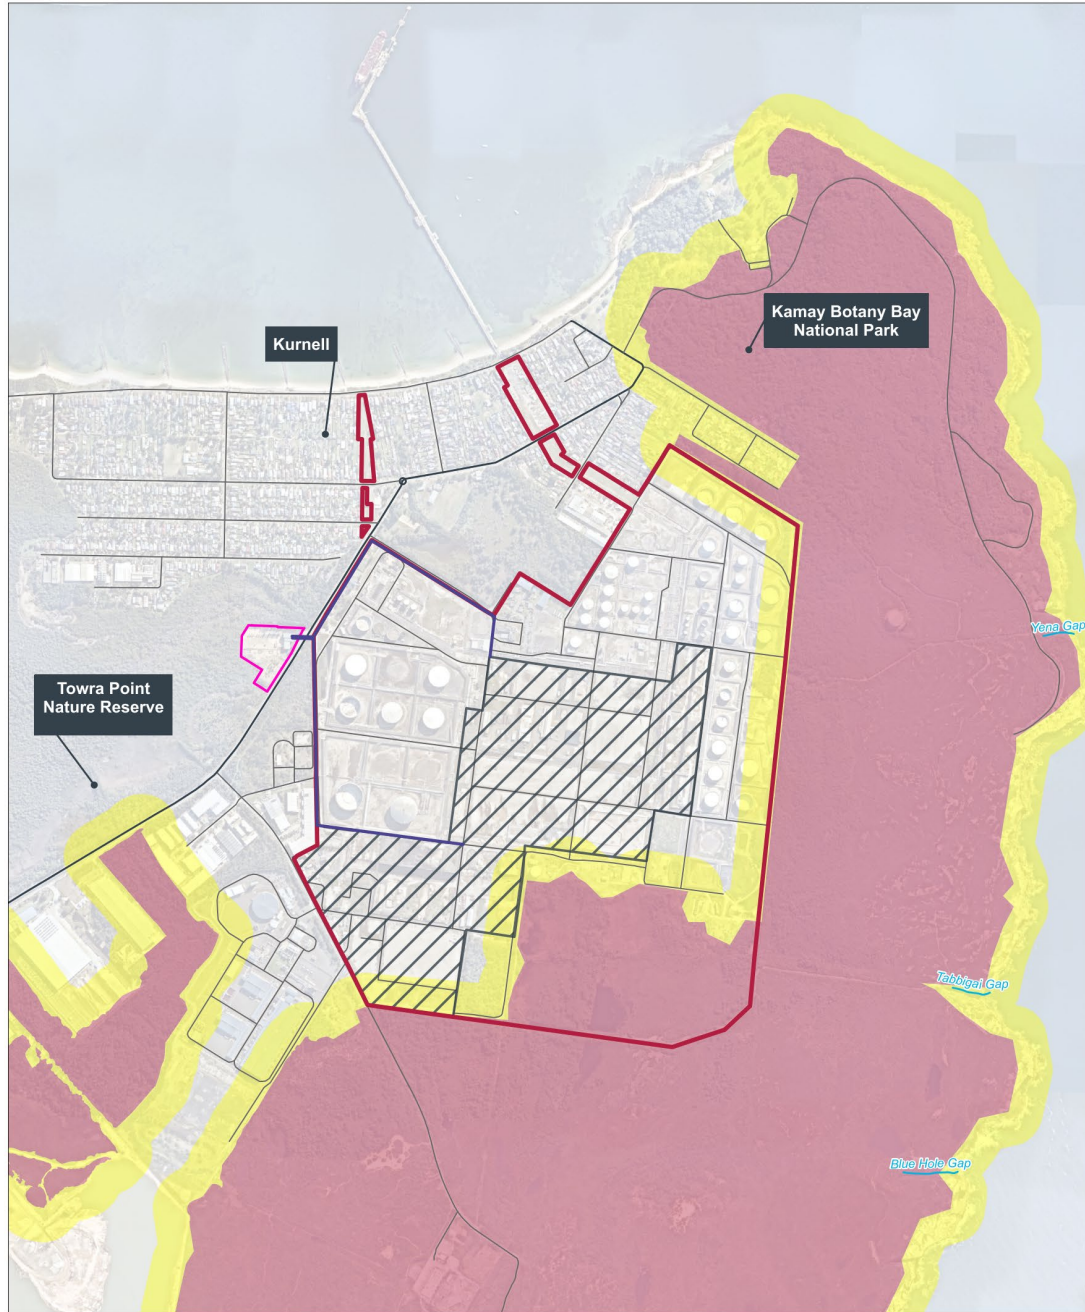 Kamay Botany Bay
National Park
Kurnell
Yena Gap
Towra Point
Nature Reserve
Tabbigai Gap
Blue Hole Gap